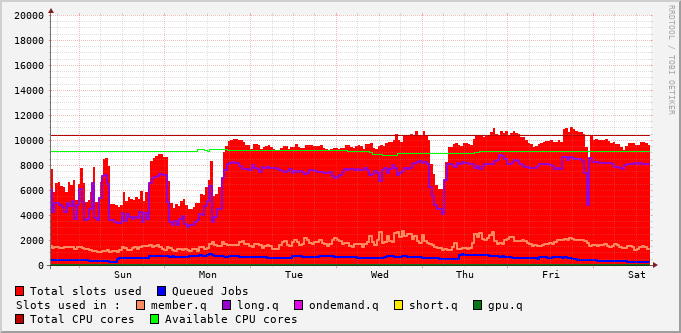 RRDTOOL / TOBI OETIKER
20000
18000
16000
14000
12000
10000
8000
6000
4000
2000
0
Sun Mon Tue Wed Thu Fri Sat
Total slots used Queued Jobs
Slots used in : member.q long.q ondemand.q short.q gpu.q
Total CPU cores Available CPU cores